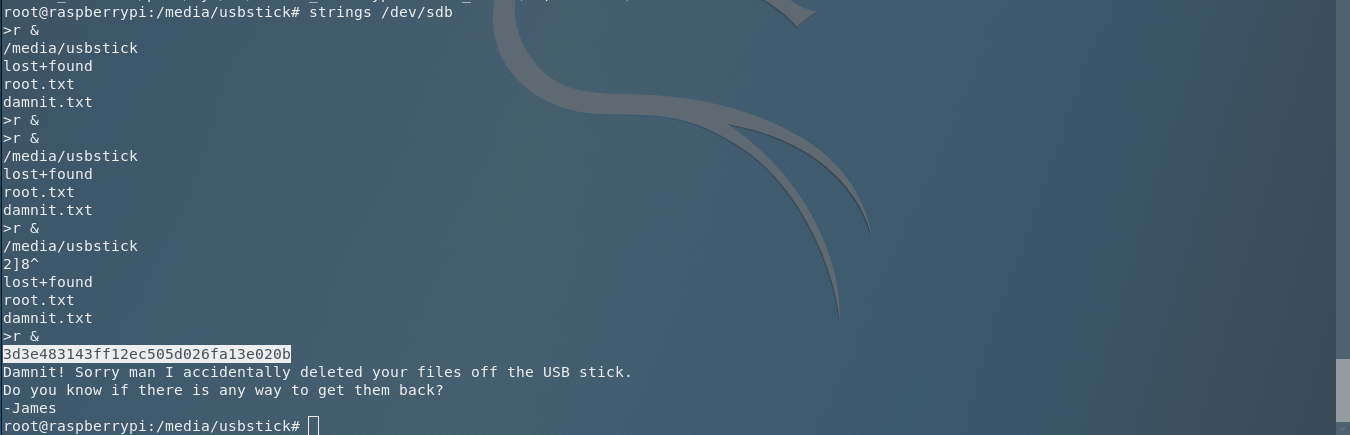 root@raspberrypi:/media/usbstick# strings /dev/sdb
>r &
/media/usbstick
lost+found
root.txt
damnit.txt
>r &
>r &
/media/usbstick
lost+found
root.txt
damnit.txt
>r &
/media/usbstick
2]8^
lost+found
root.txt
damnit.txt
>r &
3d3e483143ff12ec505d026fa13e020b
Damnit! Sorry man I accidentally deleted your files off the USB stick.
Do you know if there is any way to get them back?
-James
root@raspberrypi:/media/usbstick#